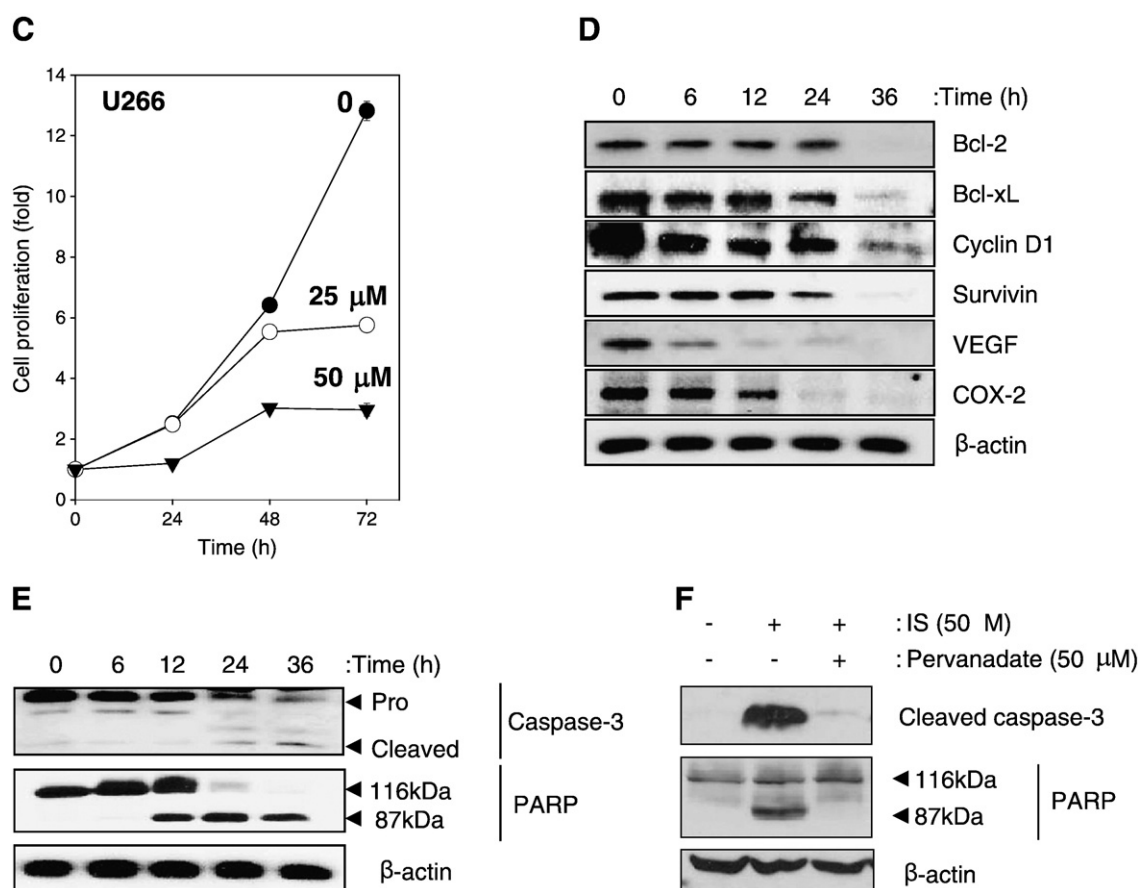 C
U266
0
25 μM
50 μM
14
12
10
8
6
4
2
0
0 24 48 72
Cell proliferation (fold)
Time (h)
D
0 6 12 24 36 :Time (h)
Bcl-2
Bcl-xL
Cyclin D1
Survivin
VEGF
COX-2
β-actin
E
0 6 12 24 36 :Time (h)
Pro
Cleaved
Caspase-3
116kDa
87kDa
PARP
β-actin
F
- + + : IS (50 M)
- - + : Pervanadate (50 μM)
Cleaved caspase-3
116kDa
87kDa
PARP
β-actin